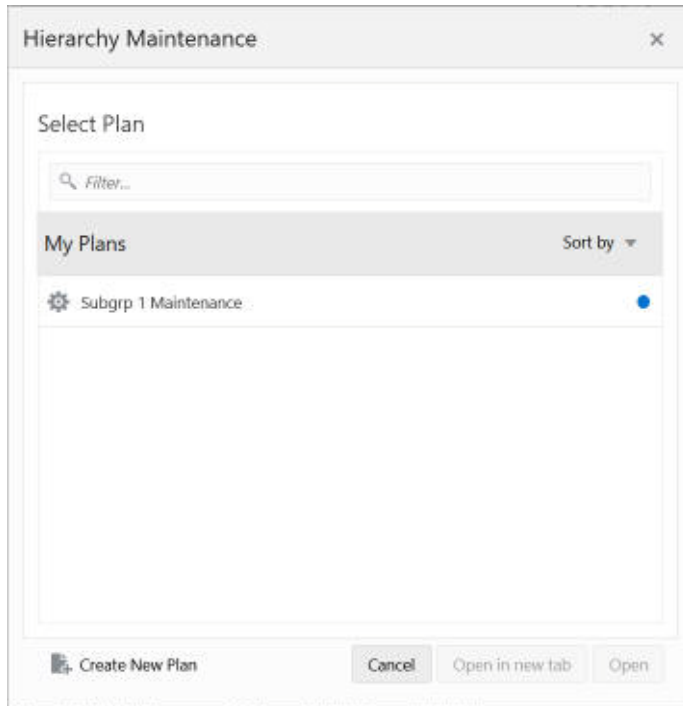 Hierarchy Maintenance
Select Plan
Filter...
My Plans Sort by
Subgrp 1 Maintenance
Create New Plan Cancel Open in new tab Open